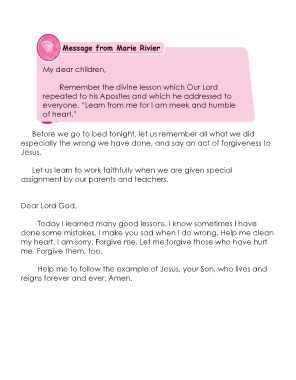 Message from Marie Rivier
My dear children,
Remember the divine lesson which Our Lord
repeated to his Apostles and which he addressed to
everyone. "Learn from me for I am meek and humble
of heart."
Before we go to bed tonight, let us remember all what we did
especially the wrong we have done, and say an act of forgiveness to
Jesus.
Let us learn to work faithfully when we are given special
assignment by our parents and teachers.
Dear Lord God,
Today I learned many good lessons. I know sometimes I have
done some mistakes. I make you sad when I do wrong. Help me clean
my heart. I am sorry. Forgive me. Let me forgive those who have hurt
me. Forgive them, too.
Help me to follow the example of Jesus, your Son, who lives and
reigns forever and ever. Amen.